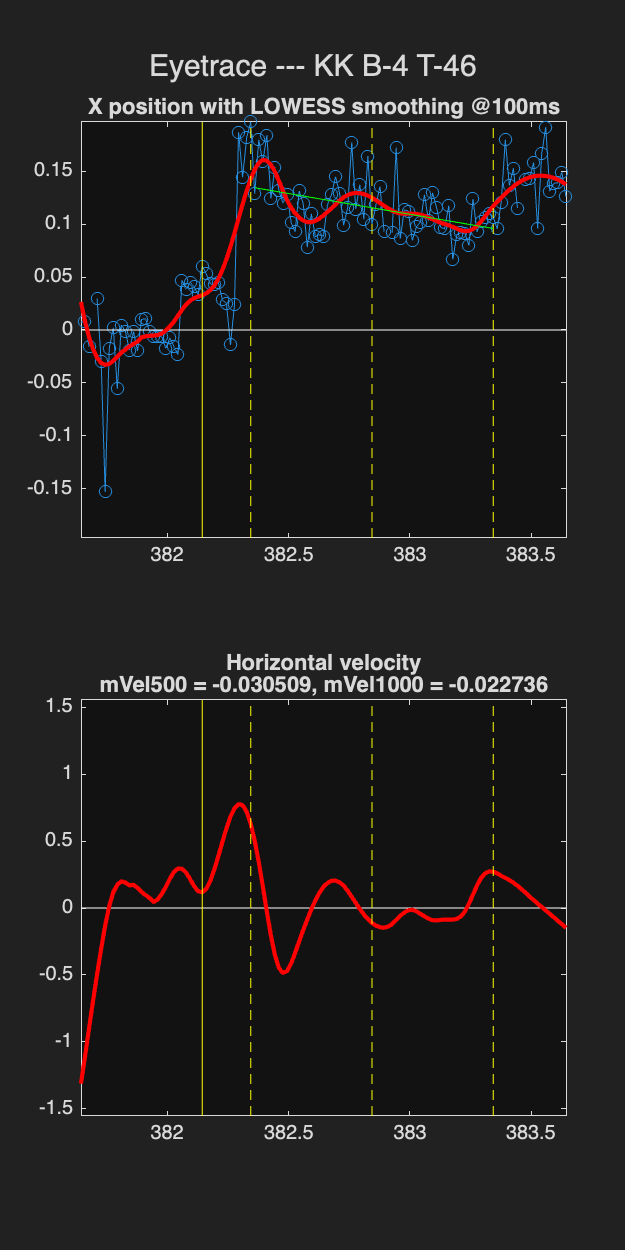 Eyetrace --- KK B-4 T-46
X position with LOWESS smoothing @100ms
0.15
0.1
0.05
0
-0.05
-0.1
-0.15
382 382.5 383 383.5
Horizontal velocity
mVel500 = -0.030509, mVel1000 = -0.022736
1.5
1
0.5
0
-0.5
-1
-1.5
382 382.5 383 383.5